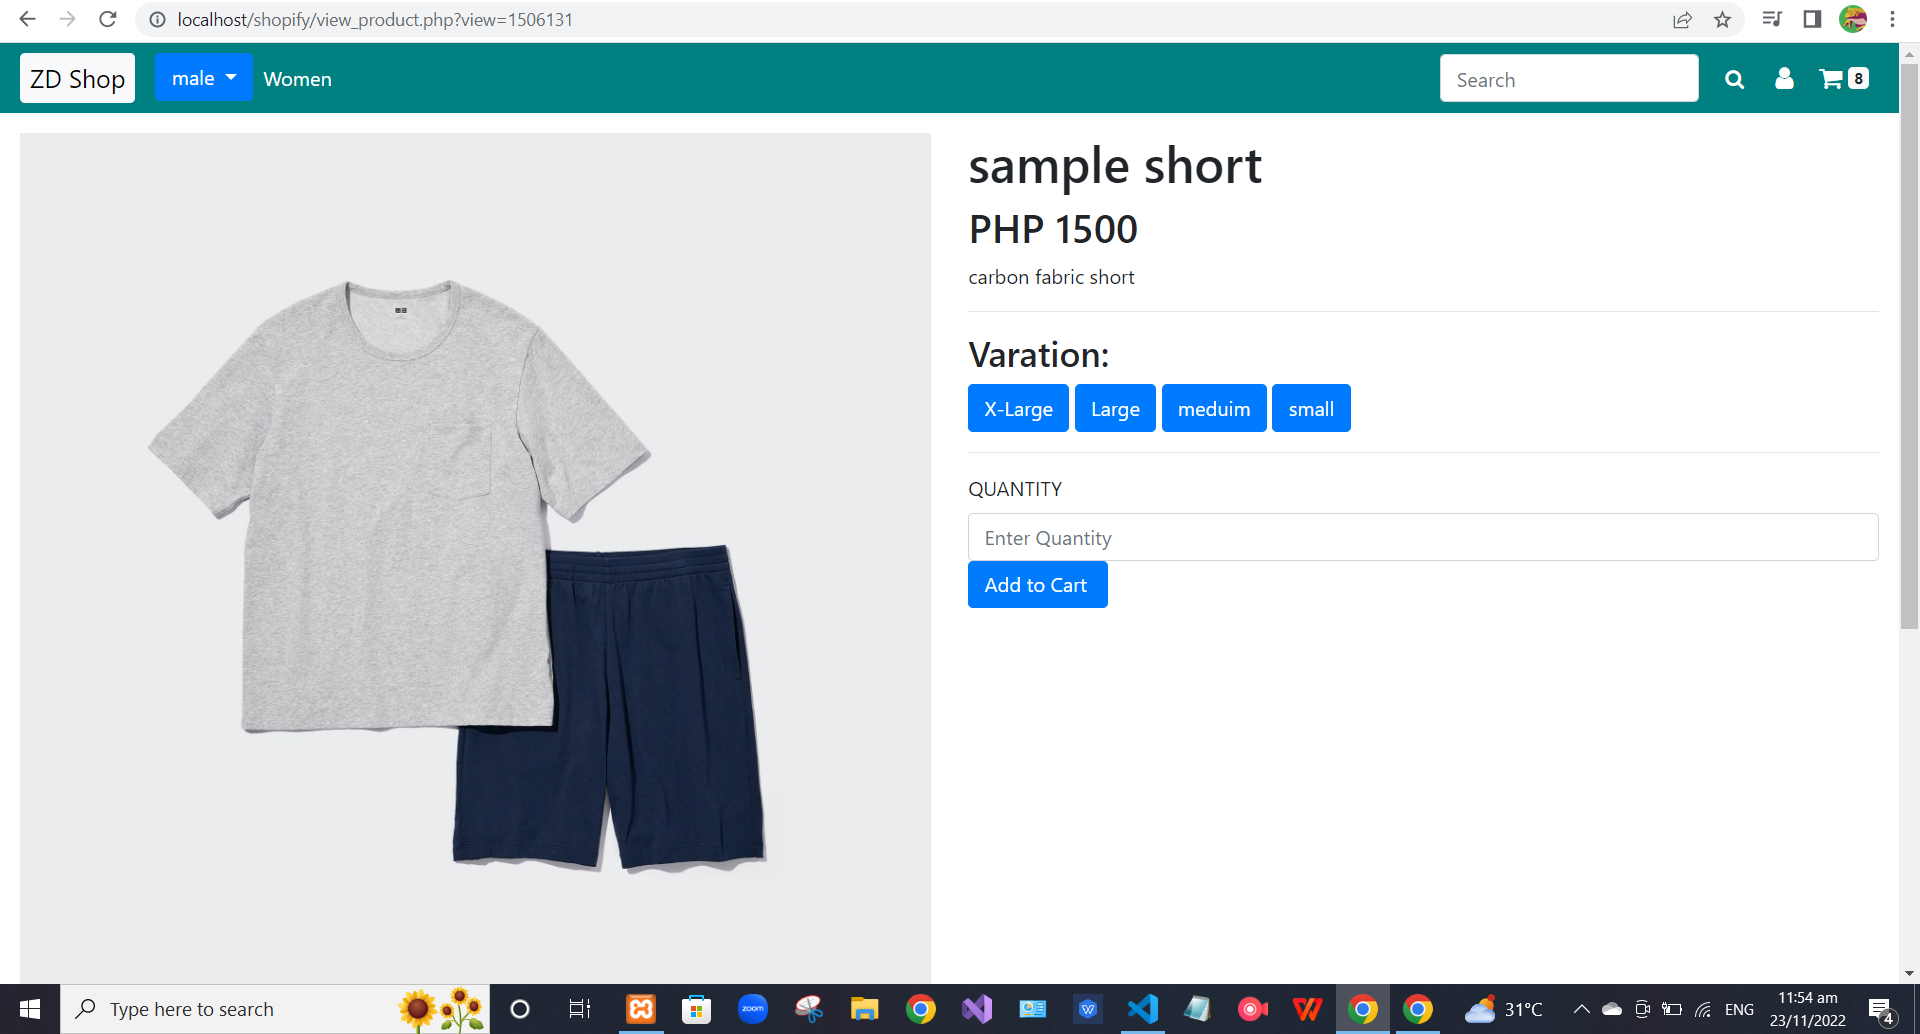 localhost/shopify/view_product.php?view=1506131
ZD Shop
male
Women
Search
8
sample short
PHP 1500
carbon fabric short
Varation:
X-Large
Large
meduim
small
QUANTITY
Enter Quantity
Add to Cart
Type here to search
zoom
31°C
ENG
11:54 am
23/11/2022
4